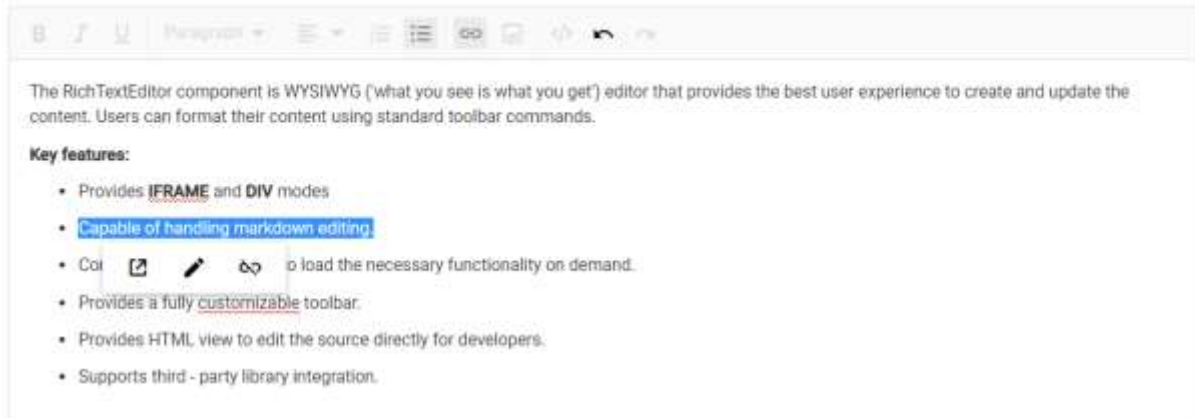 B I U Paragraph
The RichTextEditor component is WYSIWYG ('what you see is what you get') editor that provides the best user experience to create and update the
content. Users can format their content using standard toolbar commands.
Key features:
• Provides IFRAME and DIV modes
• Capable of handling markdown editing.
• Co o load the necessary functionality on demand.
• Provides a fully customizable toolbar.
• Provides HTML view to edit the source directly for developers.
• Supports third - party library integration.